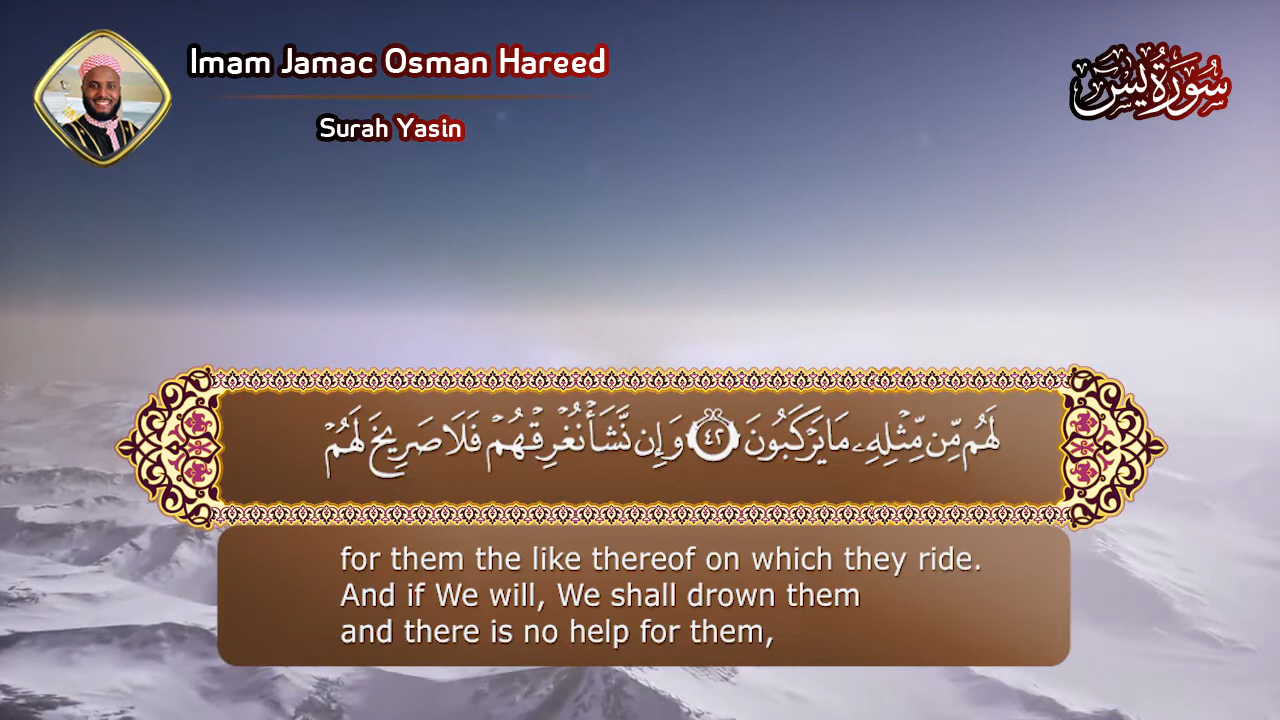 Imam Jamac Osman Hareed
Surah Yasin
سُورَةُ يسٓ
لَهُم مِّن مِّثْلِهِۦ مَا يَرْكَبُونَ ٤٢ وَإِن نَّشَأْ نُغْرِقْهُمْ فَلَا صَرِيخَ لَهُمْ
for them the like thereof on which they ride.
And if We will, We shall drown them
and there is no help for them,